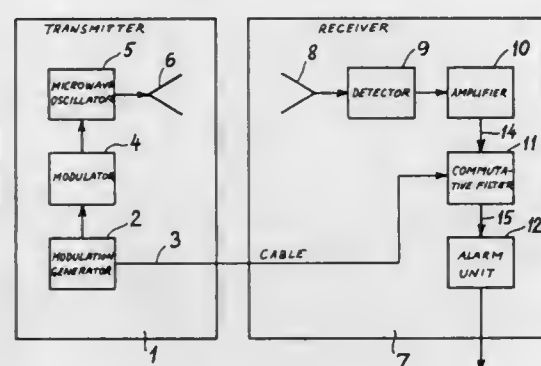 TRANSMITTER
5
6
MICROWAVE
OSCILLATOR
4
MODULATOR
2
MODULATION
GENERATOR
3
1
RECEIVER
8
9
10
DETECTOR
AMPLIFIER
14
11
COMMUTA-
TIVE FILTER
15
12
CABLE
ALARM
UNIT
7